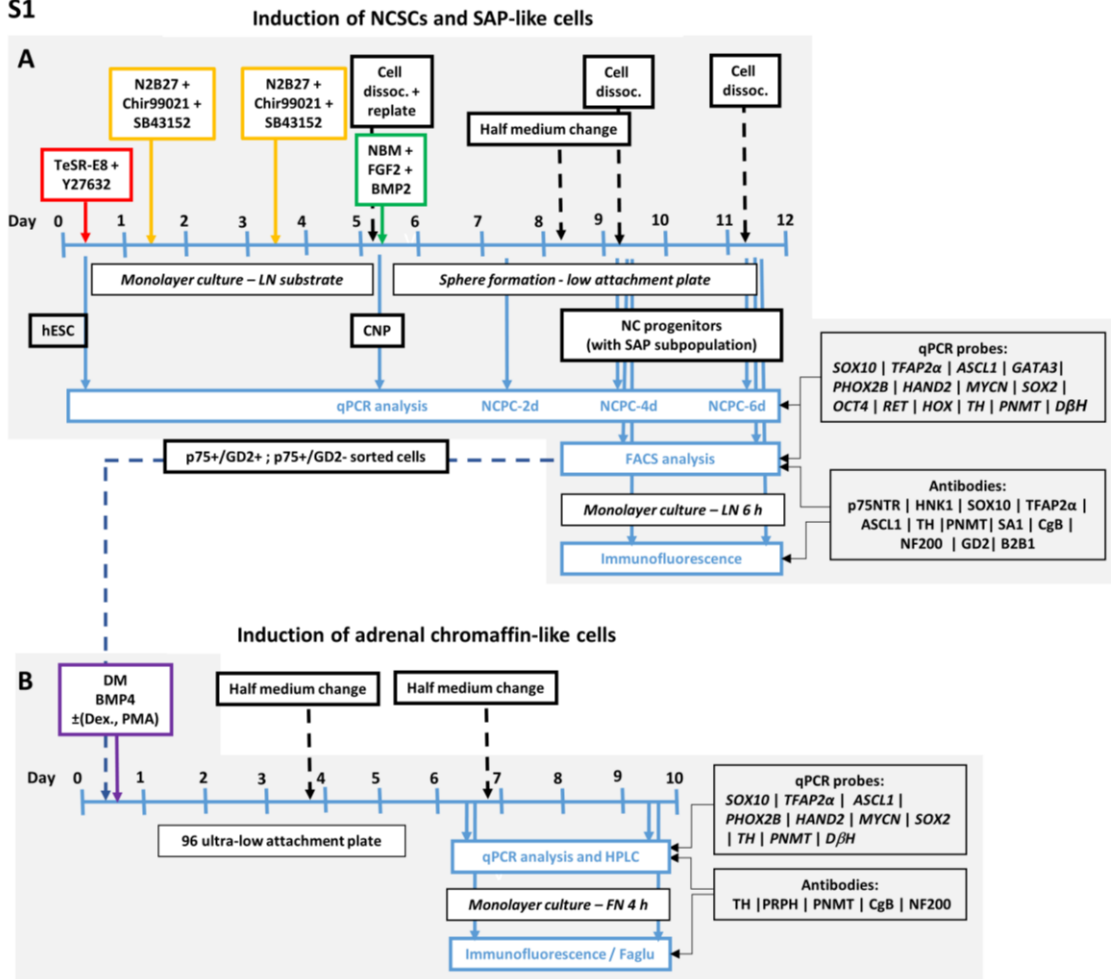 S1
Induction of NCSCs and SAP-like cells
A
TeSR-E8 +
Y27632
N2B27 +
Chir99021 +
SB43152
N2B27 +
Chir99021 +
SB43152
Cell
dissoc. +
replate
NBM +
FGF2 +
BMP2
Half medium change
Cell
dissoc.
Cell
dissoc.
Day 0 1 2 3 4 5 6 7 8 9 10 11 12
Monolayer culture – LN substrate
Sphere formation - low attachment plate
hESC
CNP
NC progenitors
(with SAP subpopulation)
qPCR analysis NCPC-2d NCPC-4d NCPC-6d
qPCR probes:
SOX10 | TFAP2α | ASCL1 | GATA3|
PHOX2B | HAND2 | MYCN | SOX2 |
OCT4 | RET | HOX | TH | PNMT | DβH
p75+/GD2+ ; p75+/GD2- sorted cells
FACS analysis
Monolayer culture – LN 6 h
Immunofluorescence
Antibodies:
p75NTR | HNK1 | SOX10 | TFAP2α |
ASCL1 | TH |PNMT| SA1 | CgB |
NF200 | GD2| B2B1
Induction of adrenal chromaffin-like cells
B
DM
BMP4
±(Dex., PMA)
Half medium change
Half medium change
Day 0 1 2 3 4 5 6 7 8 9 10
96 ultra-low attachment plate
qPCR analysis and HPLC
Monolayer culture – FN 4 h
Immunofluorescence / Faglu
qPCR probes:
SOX10 | TFAP2α | ASCL1 |
PHOX2B | HAND2 | MYCN | SOX2
| TH | PNMT | DβH
Antibodies:
TH |PRPH | PNMT | CgB | NF200